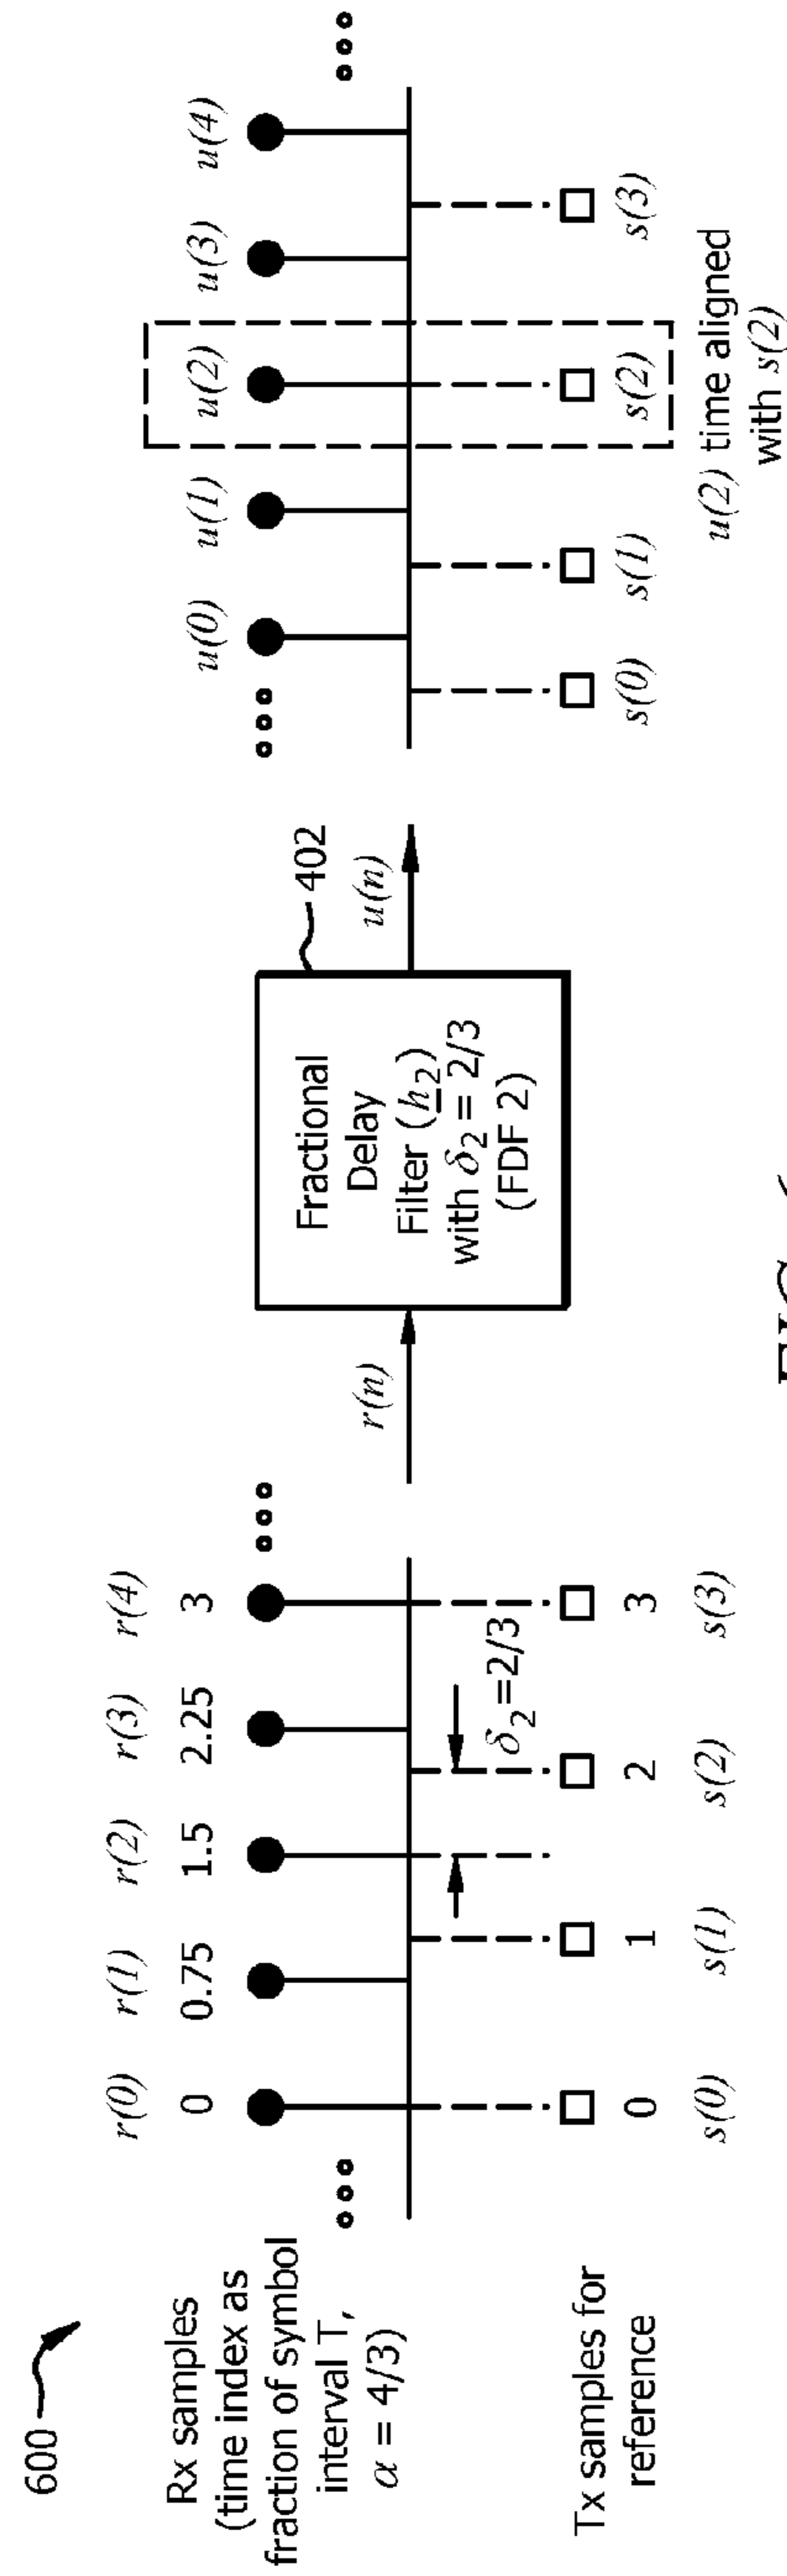 600
Rx samples
(time index as
fraction of symbol
interval T,
α = 4/3)
r(0) r(1) r(2) r(3) r(4)
0 0.75 1.5 2.25 3
δ2=2/3
Tx samples for
reference
0 1 2 3
s(0) s(1) s(2) s(3)
r(n)
Fractional
Delay
Filter (h2)
with δ2 = 2/3
(FDF 2)
402
u(n)
u(0) u(1) u(2) u(3) u(4)
s(0) s(1) s(2) s(3)
u(2) time aligned
with s(2)